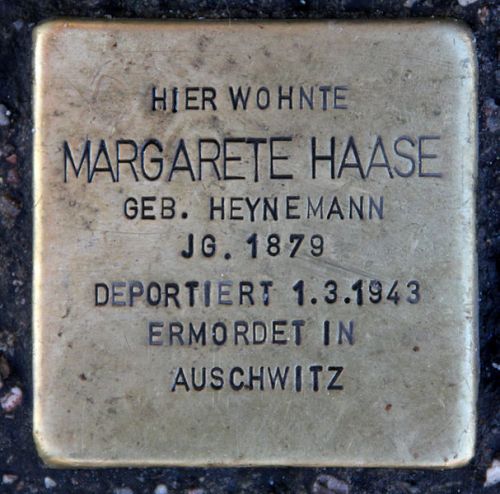 HIER WOHNTE
MARGARETE HAASE
GEB. HEYNEMANN
JG. 1879
DEPORTIERT 1.3.1943
ERMORDET IN
AUSCHWITZ